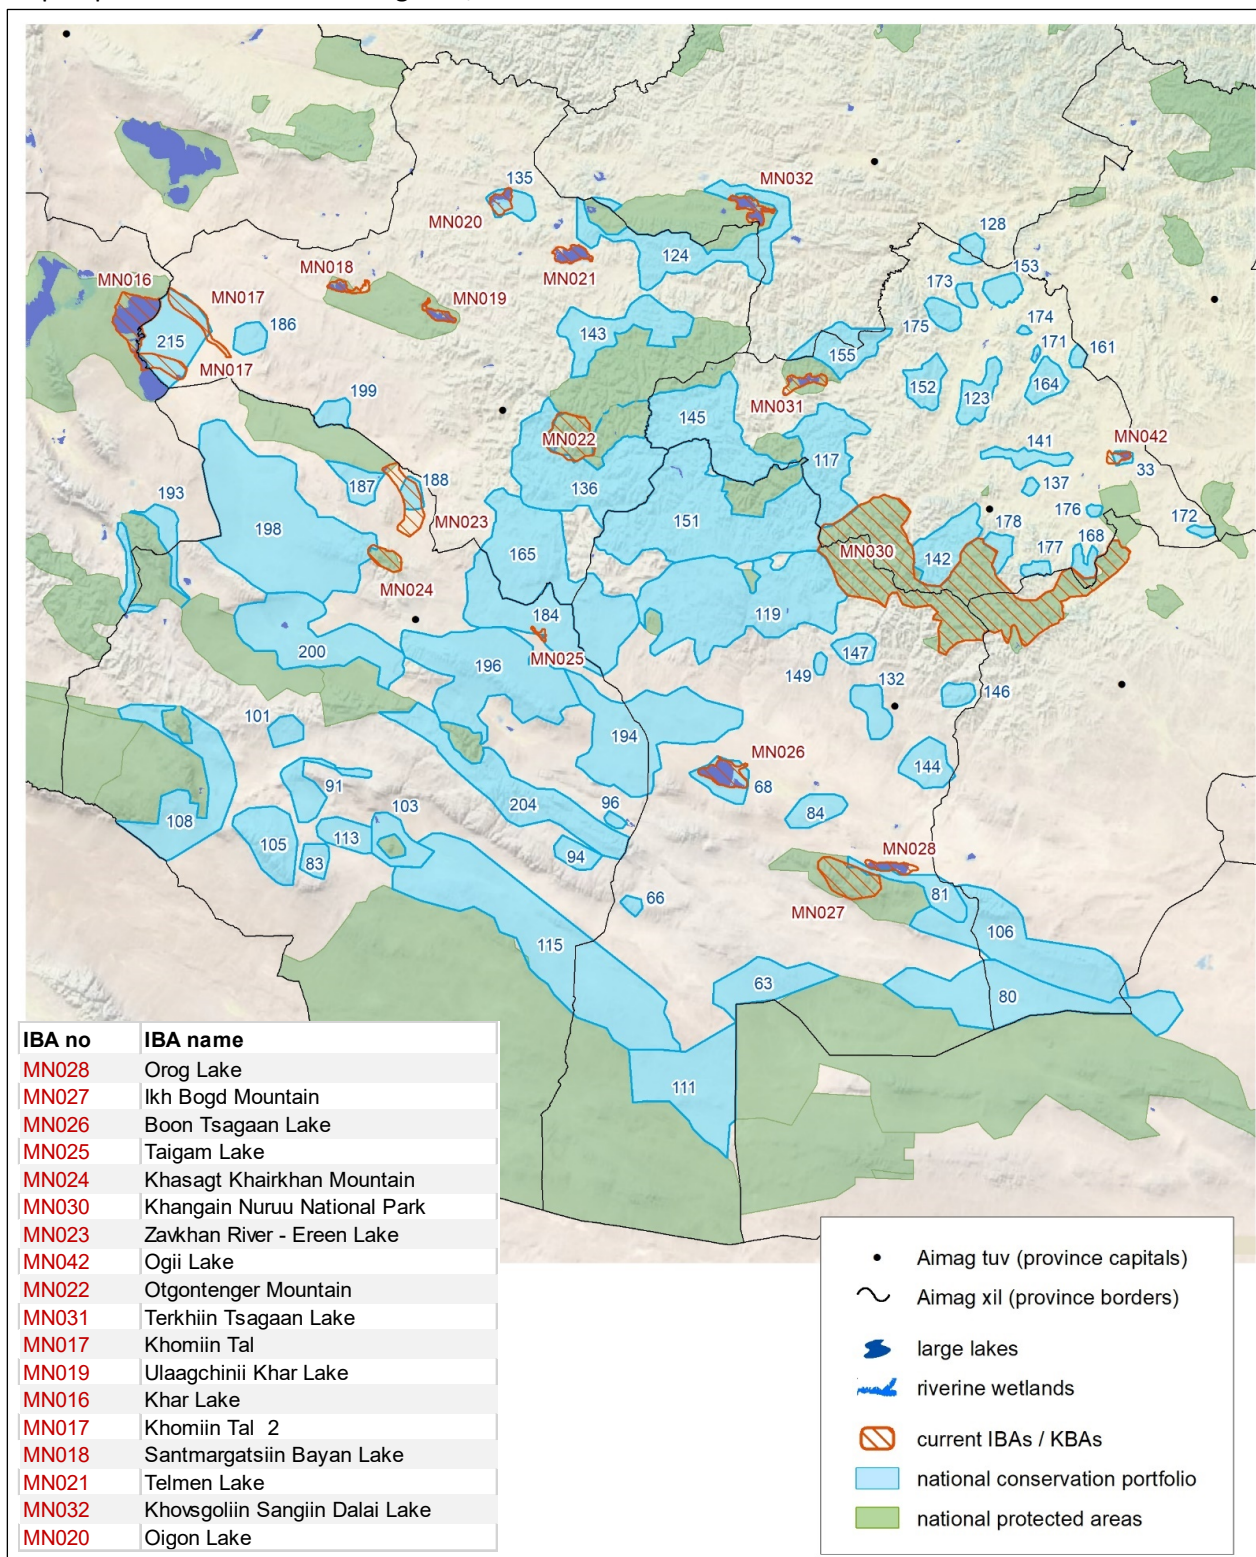 135
MN032
MN020
128
124
MN021
153
MN018
MN016
173
MN017
MN019
174
175
186
143
171
161
215
155
MN017
152
164
MN031
199
123
145
MN022
141
MN042
117
33
188
187
136
137
193
176
MN023
151
172
198
178
168
165
MN030
142
177
MN024
184
119
200
196
MN025
147
149
132
146
101
194
MN026
144
91
68
103
96
84
108
204
113
105
94
83
MN028
66
81
MN027
106
115
63
80
111
IBA no IBA name
MN028 Orog Lake
MN027 Ikh Bogd Mountain
MN026 Boon Tsagaan Lake
MN025 Taigam Lake
MN024 Khasagt Khairkhan Mountain
MN030 Khangain Nuruu National Park
MN023 Zavkhan River - Ereen Lake
MN042 Ogii Lake
MN022 Otgontenger Mountain
MN031 Terkhiin Tsagaan Lake
MN017 Khomiin Tal
MN019 Ulaagchinii Khar Lake
MN016 Khar Lake
MN017 Khomiin Tal 2
MN018 Santmargatsiin Bayan Lake
MN021 Telmen Lake
MN032 Khovsgoliin Sangiin Dalai Lake
MN020 Oigon Lake
Aimag tuv (province capitals)
Aimag xil (province borders)
large lakes
riverine wetlands
current IBAs / KBAs
national conservation portfolio
national protected areas